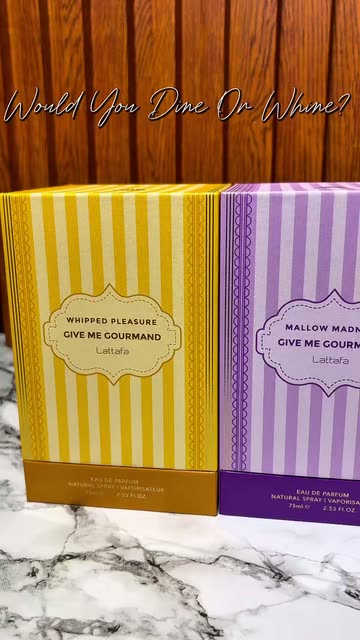 Would You Dine Or Whine?
WHIPPED PLEASURE
GIVE ME GOURMAND
Lattafa
EAU DE PARFUM
NATURAL SPRAY | VAPORISATEUR
75ml ℮ 2.53 FL OZ
MALLOW MADN
GIVE ME GOURM
Lattafa
EAU DE PARFUM
NATURAL SPRAY | VAPORISA
75ml ℮ 2.53 FL OZ